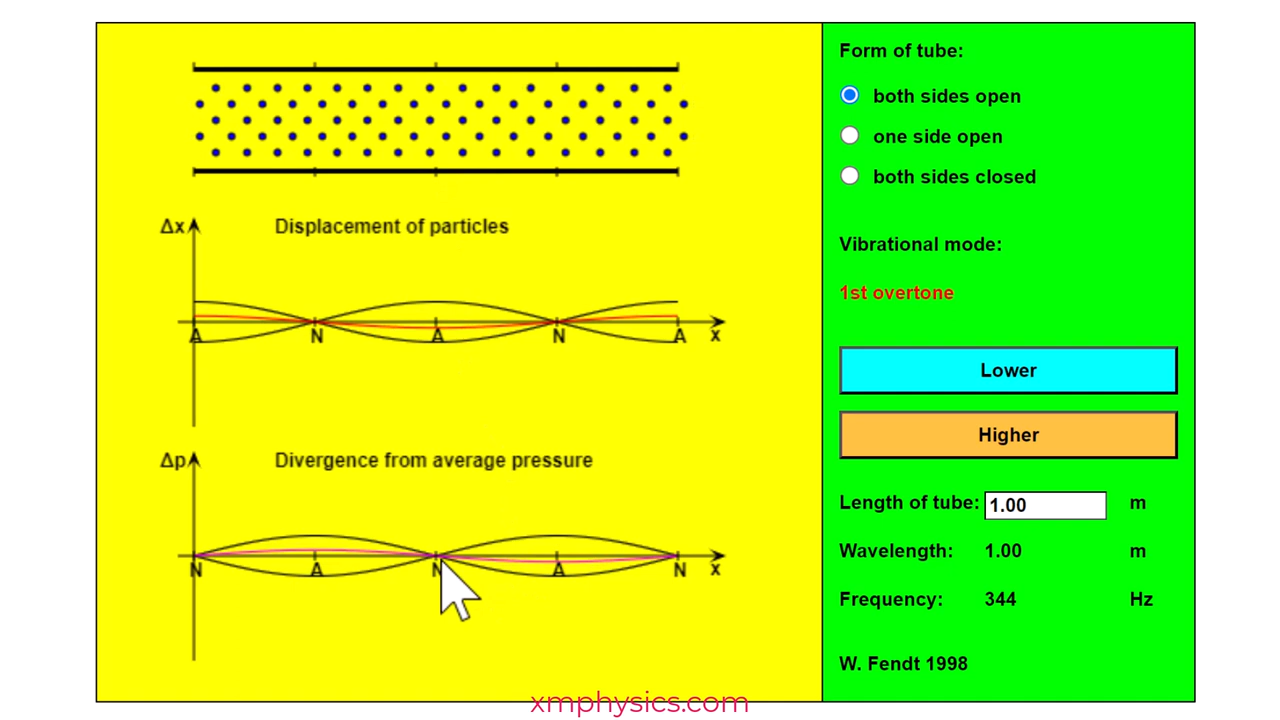 Δx
Displacement of particles
A N A N A x
Δp
Divergence from average pressure
N A N A N x
Form of tube:
both sides open
one side open
both sides closed
Vibrational mode:
1st overtone
Lower
Higher
Length of tube: 1.00 m
Wavelength: 1.00 m
Frequency: 344 Hz
W. Fendt 1998
xmphysics.com